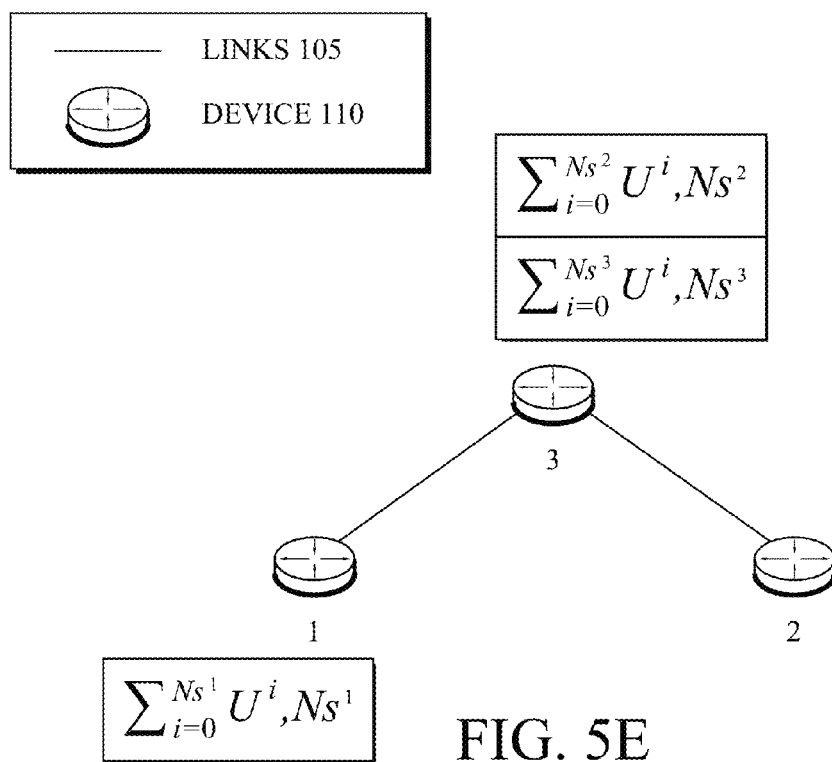 LINKS 105
DEVICE 110
∑_{i=0}^{Ns^2} U^i,Ns^2
∑_{i=0}^{Ns^3} U^i,Ns^3
3
1
2
∑_{i=0}^{Ns^1} U^i,Ns^1
FIG. 5E